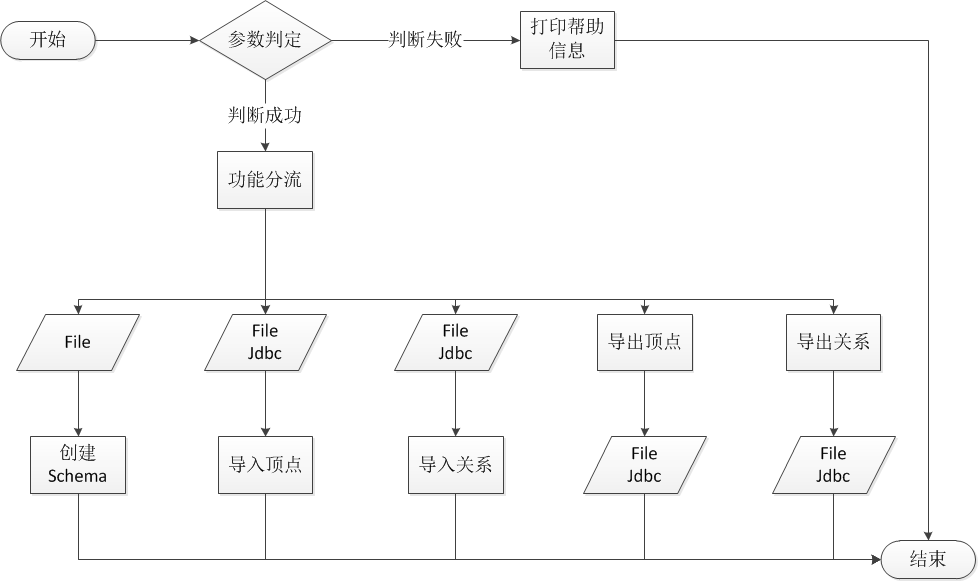 开始
参数判定
判断失败
打印帮助
信息
判断成功
功能分流
File
File
Jdbc
File
Jdbc
导出顶点
导出关系
创建
Schema
导入顶点
导入关系
File
Jdbc
File
Jdbc
结束